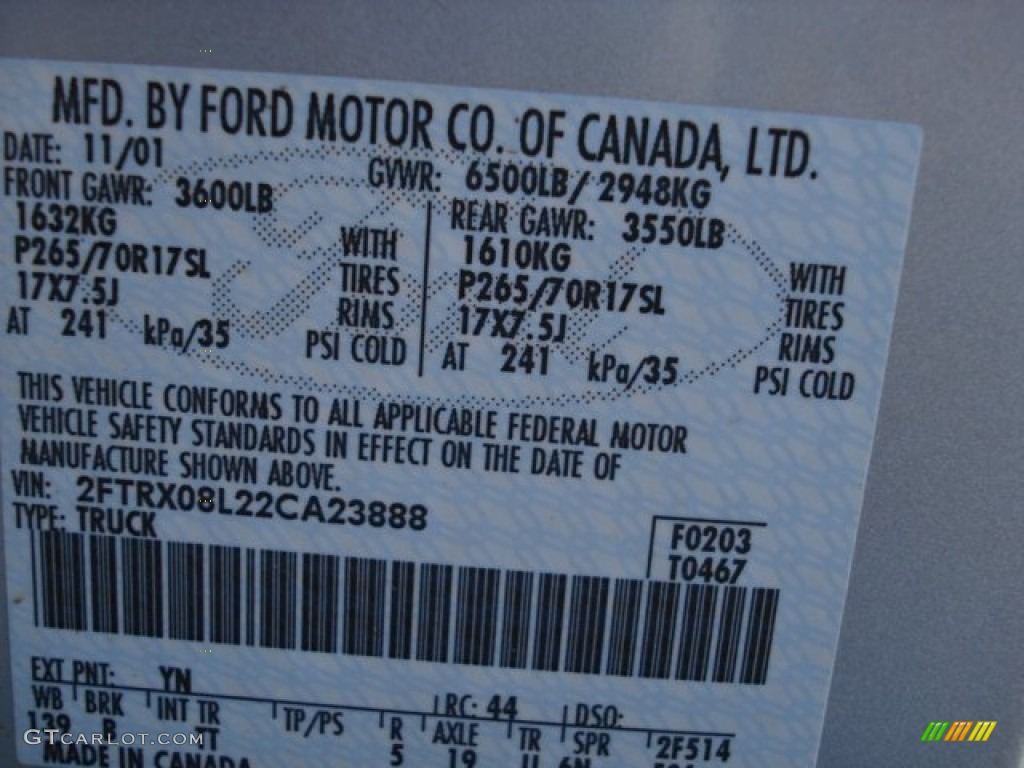 MFD. BY FORD MOTOR CO. OF CANADA, LTD.
DATE: 11/01 GVWR: 6500LB/ 2948KG
FRONT GAWR: 3600LB REAR GAWR: 3550LB
1632KG WITH 1610KG WITH
P265/70R17SL TIRES P265/70R17SL TIRES
17X7.5J RIMS 17X7.5J RIMS
AT 241 kPa/35 PSI COLD AT 241 kPa/35 PSI COLD
THIS VEHICLE CONFORMS TO ALL APPLICABLE FEDERAL MOTOR
VEHICLE SAFETY STANDARDS IN EFFECT ON THE DATE OF
MANUFACTURE SHOWN ABOVE.
VIN: 2FTRX08L22CA23888
TYPE: TRUCK
F0203
T0467
EXT PNT: YN RC: 44 DSO:
WB BRK INT TR TP/PS R AXLE TR SPR 2F514
139 5 19
MADE IN CANADA
GTCARLOT.COM